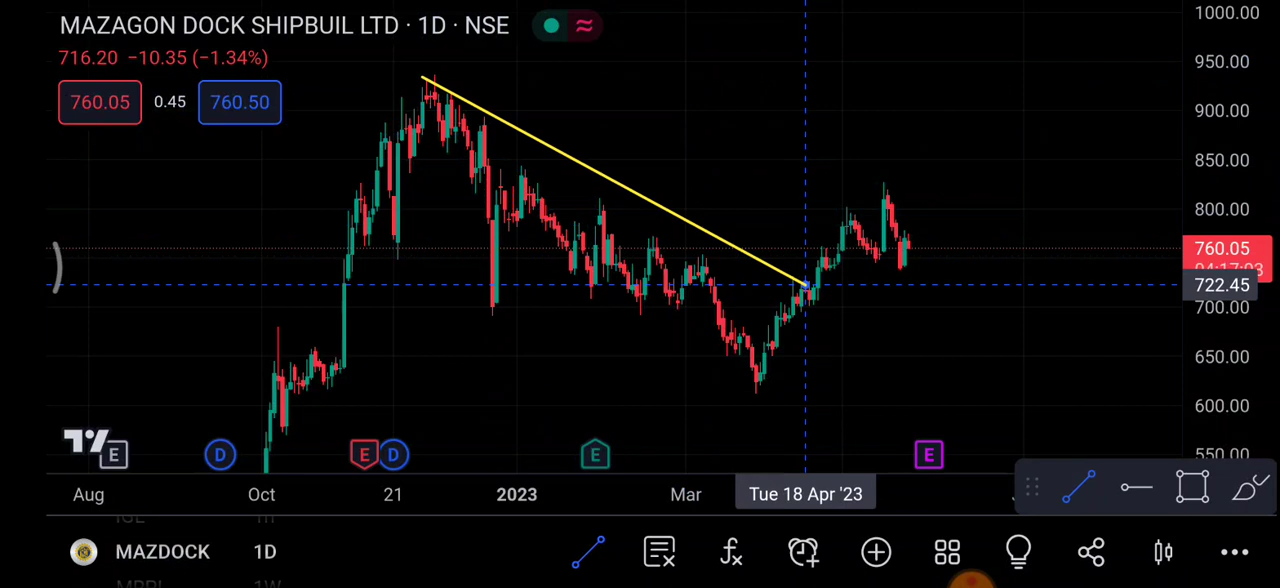 MAZAGON DOCK SHIPBUIL LTD · 1D · NSE
716.20 −10.35 (−1.34%)
760.05 0.45 760.50
1000.00
950.00
900.00
850.00
800.00
760.05
722.45
700.00
650.00
600.00
550.00
E D E D E E
Aug Oct 21 2023 Mar Tue 18 Apr '23
MAZDOCK 1D